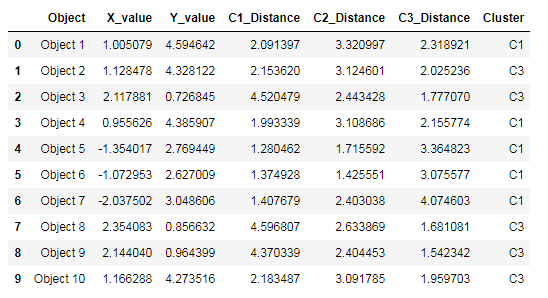 Object X_value Y_value C1_Distance C2_Distance C3_Distance Cluster
0 Object 1 1.005079 4.594642 2.091397 3.320997 2.318921 C1
1 Object 2 1.128478 4.328122 2.153620 3.124601 2.025236 C3
2 Object 3 2.117881 0.726845 4.520479 2.443428 1.777070 C3
3 Object 4 0.955626 4.385907 1.993339 3.108686 2.155774 C1
4 Object 5 -1.354017 2.769449 1.280462 1.715592 3.364823 C1
5 Object 6 -1.072953 2.627009 1.374928 1.425551 3.075577 C1
6 Object 7 -2.037502 3.048606 1.407679 2.403038 4.074603 C1
7 Object 8 2.354083 0.856632 4.596807 2.633869 1.681081 C3
8 Object 9 2.144040 0.964399 4.370339 2.404453 1.542342 C3
9 Object 10 1.166288 4.273516 2.183487 3.091785 1.959703 C3